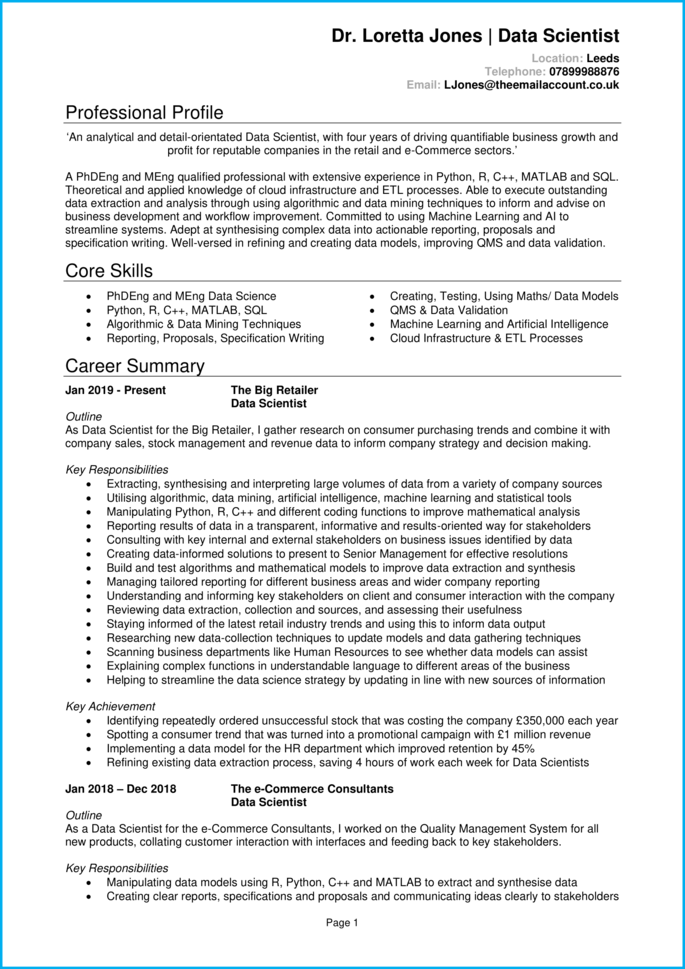 Dr. Loretta Jones | Data Scientist
Location: Leeds
Telephone: 07899988876
Email: LJones@theemailaccount.co.uk
Professional Profile
‘An analytical and detail-orientated Data Scientist, with four years of driving quantifiable business growth and
profit for reputable companies in the retail and e-Commerce sectors.’
A PhDEng and MEng qualified professional with extensive experience in Python, R, C++, MATLAB and SQL.
Theoretical and applied knowledge of cloud infrastructure and ETL processes. Able to execute outstanding
data extraction and analysis through using algorithmic and data mining techniques to inform and advise on
business development and workflow improvement. Committed to using Machine Learning and AI to
streamline systems. Adept at synthesising complex data into actionable reporting, proposals and
specification writing. Well-versed in refining and creating data models, improving QMS and data validation.
Core Skills
• PhDEng and MEng Data Science
• Python, R, C++, MATLAB, SQL
• Algorithmic & Data Mining Techniques
• Reporting, Proposals, Specification Writing
• Creating, Testing, Using Maths/ Data Models
• QMS & Data Validation
• Machine Learning and Artificial Intelligence
• Cloud Infrastructure & ETL Processes
Career Summary
Jan 2019 - Present The Big Retailer
Data Scientist
Outline
As Data Scientist for the Big Retailer, I gather research on consumer purchasing trends and combine it with
company sales, stock management and revenue data to inform company strategy and decision making.
Key Responsibilities
• Extracting, synthesising and interpreting large volumes of data from a variety of company sources
• Utilising algorithmic, data mining, artificial intelligence, machine learning and statistical tools
• Manipulating Python, R, C++ and different coding functions to improve mathematical analysis
• Reporting results of data in a transparent, informative and results-oriented way for stakeholders
• Consulting with key internal and external stakeholders on business issues identified by data
• Creating data-informed solutions to present to Senior Management for effective resolutions
• Build and test algorithms and mathematical models to improve data extraction and synthesis
• Managing tailored reporting for different business areas and wider company reporting
• Understanding and informing key stakeholders on client and consumer interaction with the company
• Reviewing data extraction, collection and sources, and assessing their usefulness
• Staying informed of the latest retail industry trends and using this to inform data output
• Researching new data-collection techniques to update models and data gathering techniques
• Scanning business departments like Human Resources to see whether data models can assist
• Explaining complex functions in understandable language to different areas of the business
• Helping to streamline the data science strategy by updating in line with new sources of information
Key Achievement
• Identifying repeatedly ordered unsuccessful stock that was costing the company £350,000 each year
• Spotting a consumer trend that was turned into a promotional campaign with £1 million revenue
• Implementing a data model for the HR department which improved retention by 45%
• Refining existing data extraction process, saving 4 hours of work each week for Data Scientists
Jan 2018 – Dec 2018 The e-Commerce Consultants
Data Scientist
Outline
As a Data Scientist for the e-Commerce Consultants, I worked on the Quality Management System for all
new products, collating customer interaction with interfaces and feeding back to key stakeholders.
Key Responsibilities
• Manipulating data models using R, Python, C++ and MATLAB to extract and synthesise data
• Creating clear reports, specifications and proposals and communicating ideas clearly to stakeholders
Page 1